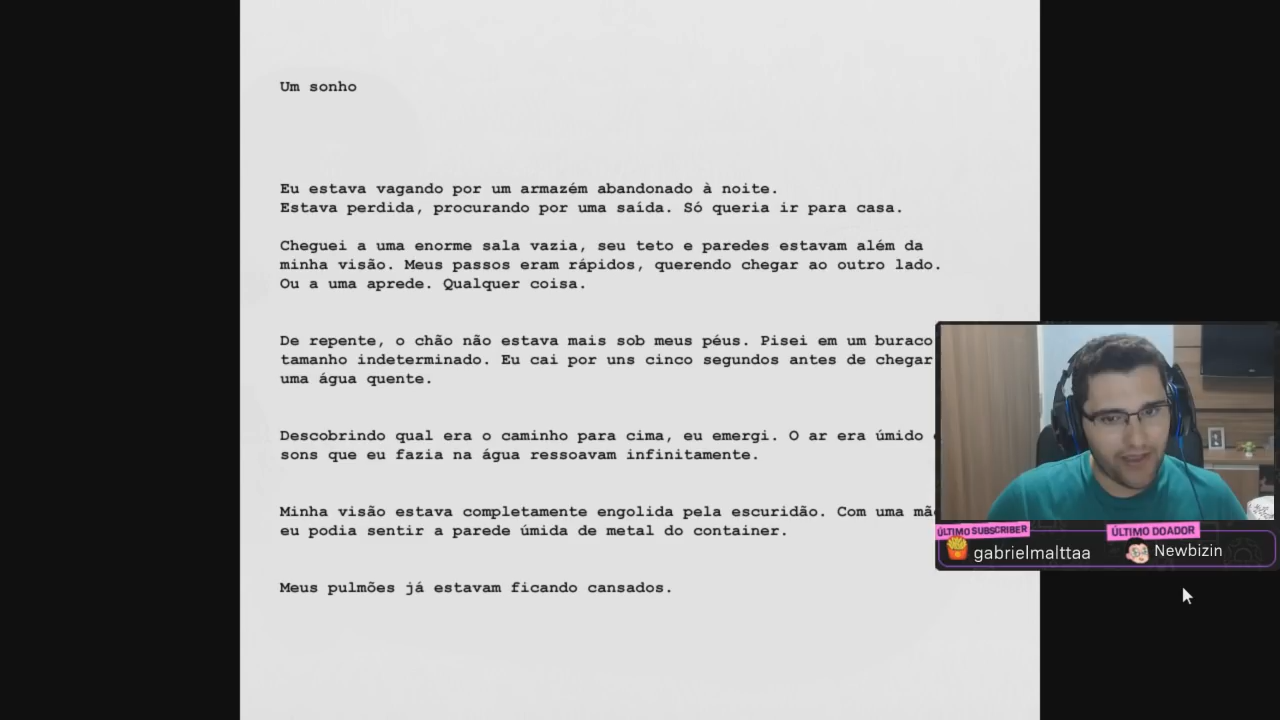 Um sonho
Eu estava vagando por um armazém abandonado à noite.
Estava perdida, procurando por uma saída. Só queria ir para casa.
Cheguei a uma enorme sala vazia, seu teto e paredes estavam além da
minha visão. Meus passos eram rápidos, querendo chegar ao outro lado.
Ou a uma aprede. Qualquer coisa.
De repente, o chão não estava mais sob meus péus. Pisei em um buraco
tamanho indeterminado. Eu cai por uns cinco segundos antes de chegar
uma água quente.
Descobrindo qual era o caminho para cima, eu emergi. O ar era úmido
sons que eu fazia na água ressoavam infinitamente.
Minha visão estava completamente engolida pela escuridão. Com uma
eu podia sentir a parede úmida de metal do container.
Meus pulmões já estavam ficando cansados.
ÚLTIMO SUBSCRIBER
gabrielmalttaa
ÚLTIMO DOADOR
Newbizin